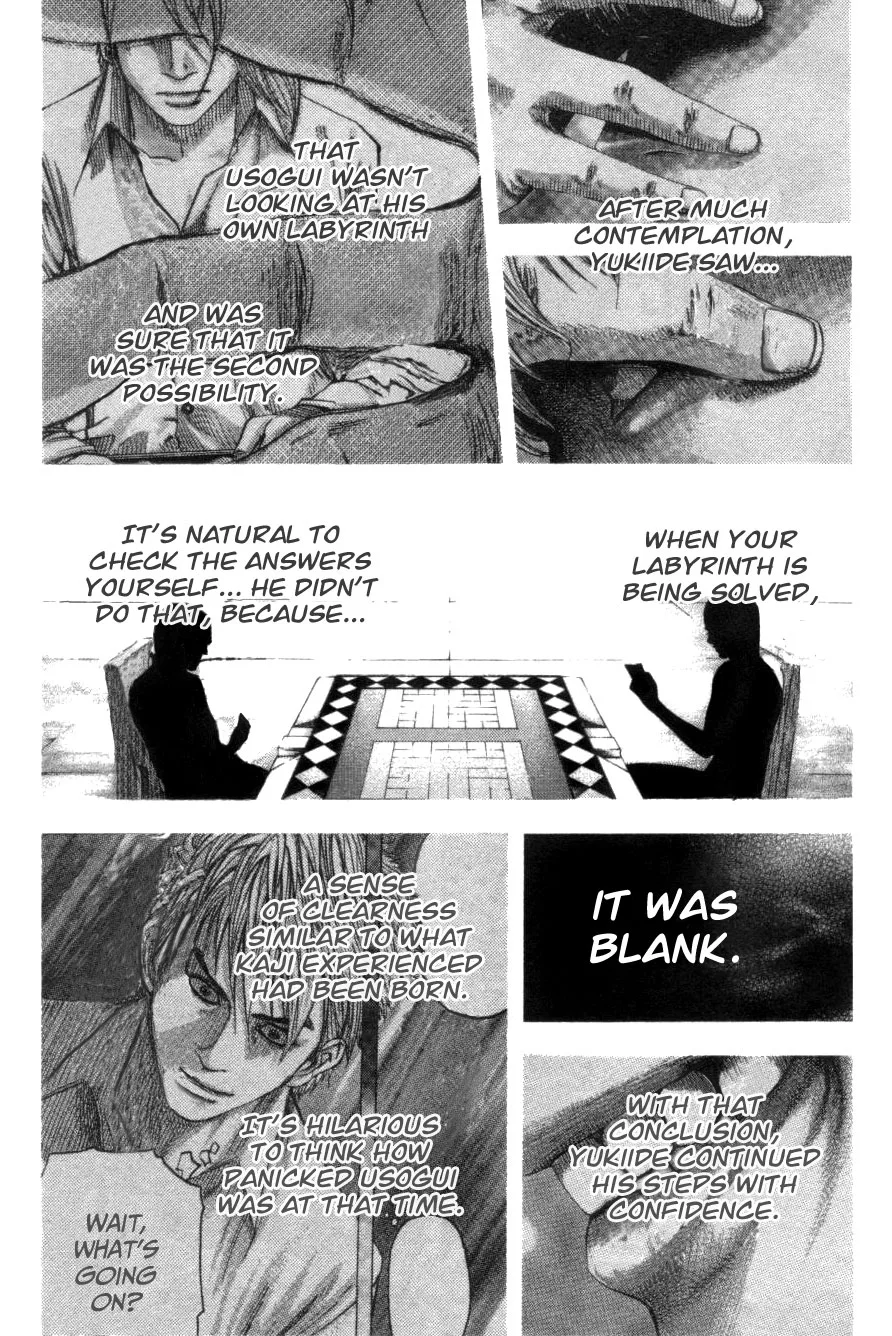 AFTER MUCH
CONTEMPLATION,
YUKIIDE SAW...
THAT
USOGUI WASN'T
LOOKING AT HIS
OWN LABYRINTH
AND WAS
SURE THAT IT
WAS THE SECOND
POSSIBILITY.
WHEN YOUR
LABYRINTH IS
BEING SOLVED,
IT'S NATURAL TO
CHECK THE ANSWERS
YOURSELF... HE DIDN'T
DO THAT, BECAUSE...
IT WAS
BLANK.
WITH THAT
CONCLUSION,
YUKIIDE CONTINUED
HIS STEPS WITH
CONFIDENCE.
A SENSE
OF CLEARNESS
SIMILAR TO WHAT
KAJI EXPERIENCED
HAD BEEN BORN.
IT'S HILARIOUS
TO THINK HOW
PANICKED USOGUI
WAS AT THAT TIME.
WAIT,
WHAT'S
GOING
ON?